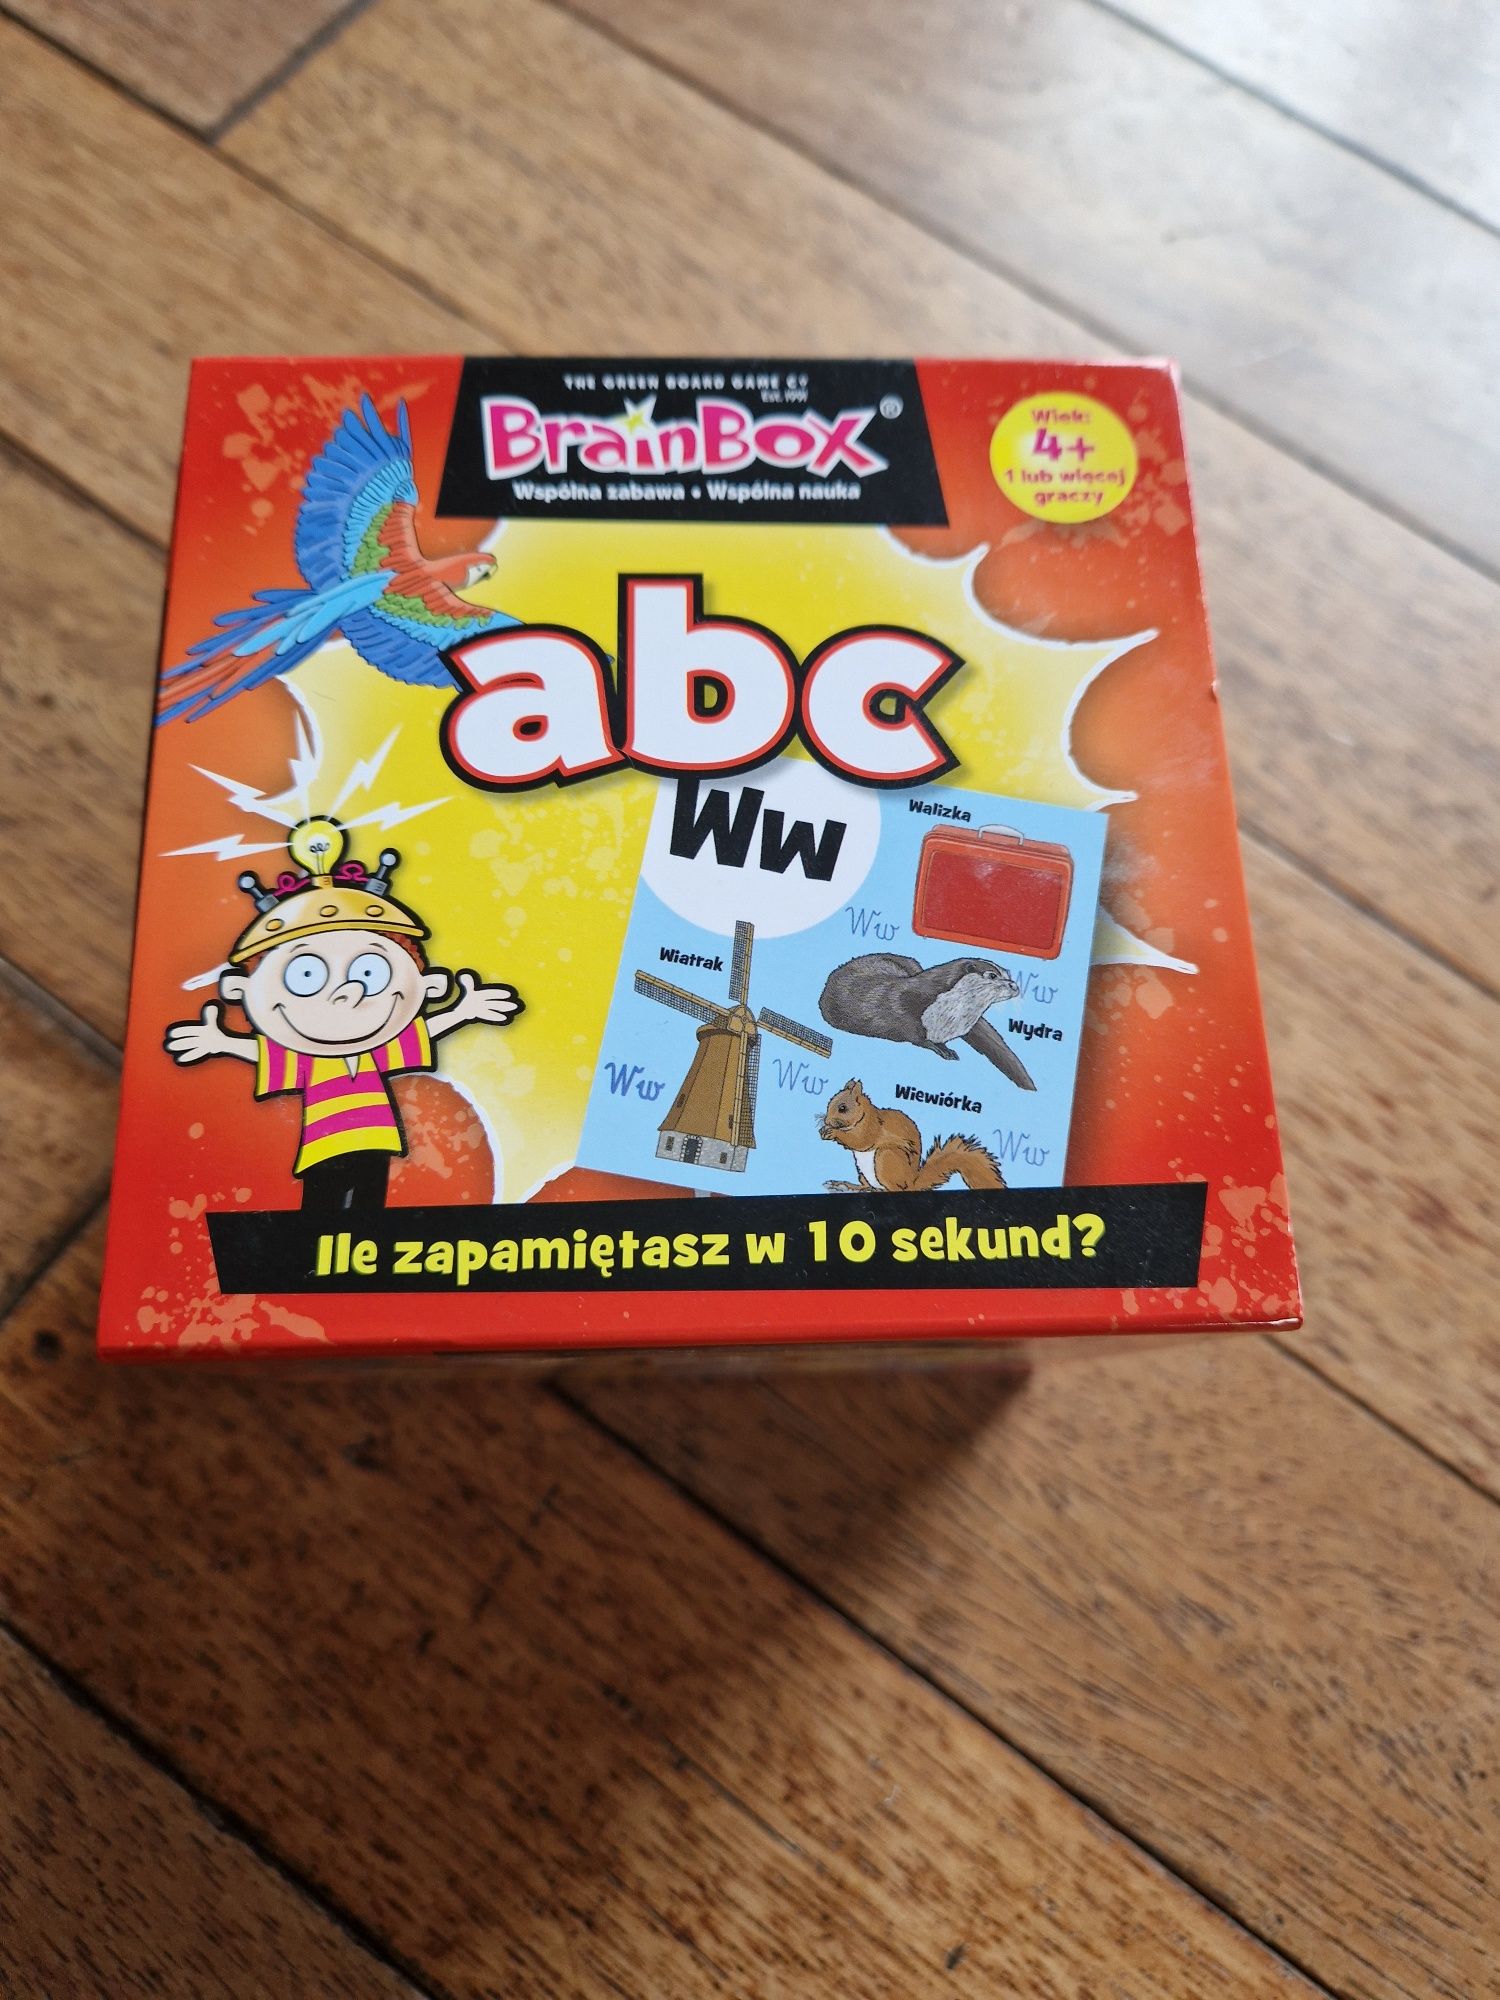 THE GREEN BOARD GAME CY
Est. 1991
BrainBox®
Wspólna zabawa • Wspólna nauka
Wiek:
4+
1 lub więcej
graczy
abc
Ww
Walizka
Ww
Wiatrak
Ww
Wydra
Ww
Ww
Wiewiórka
Ww
Ile zapamiętasz w 10 sekund?